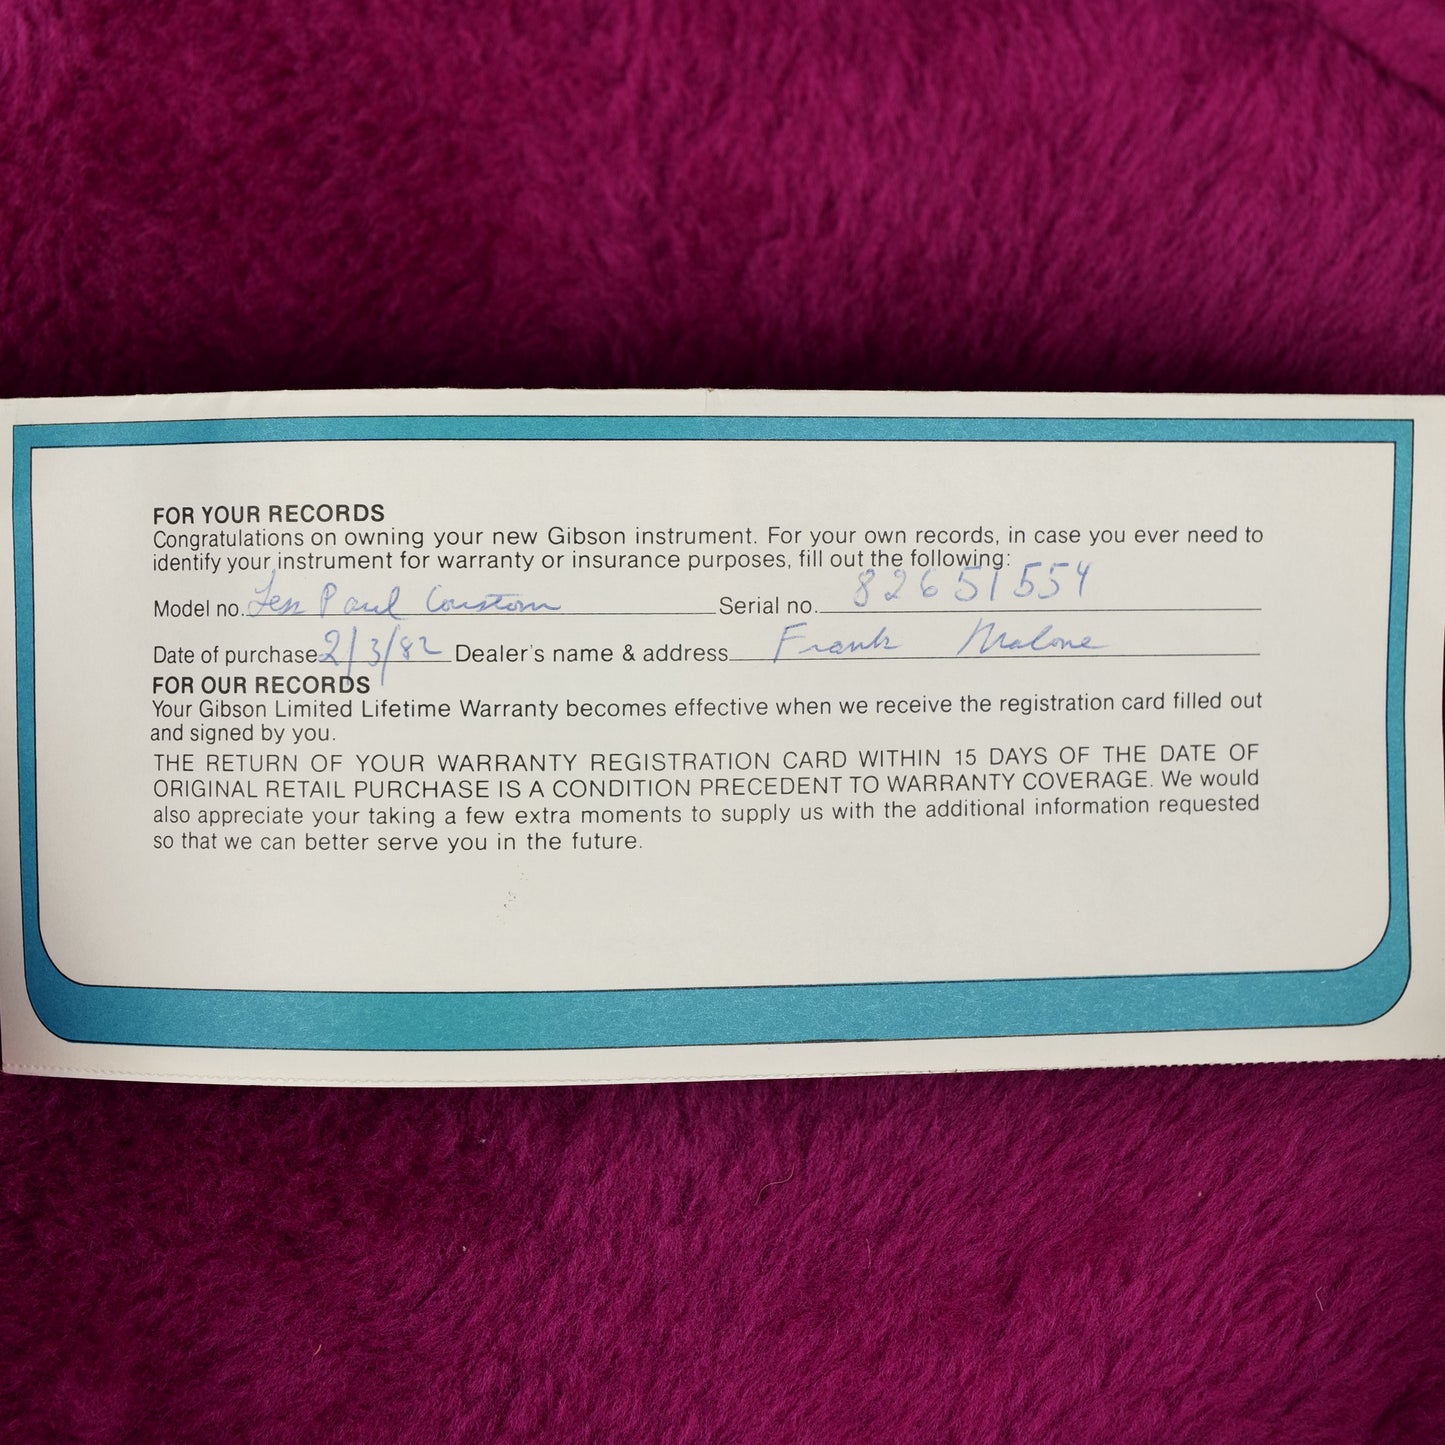 FOR YOUR RECORDS
Congratulations on owning your new Gibson instrument. For your own records, in case you ever need to
identify your instrument for warranty or insurance purposes, fill out the following:
Model no. Les Paul Custom Serial no. 82651554
Date of purchase 2/3/82 Dealer's name & address Frank Malone
FOR OUR RECORDS
Your Gibson Limited Lifetime Warranty becomes effective when we receive the registration card filled out
and signed by you.
THE RETURN OF YOUR WARRANTY REGISTRATION CARD WITHIN 15 DAYS OF THE DATE OF
ORIGINAL RETAIL PURCHASE IS A CONDITION PRECEDENT TO WARRANTY COVERAGE. We would
also appreciate your taking a few extra moments to supply us with the additional information requested
so that we can better serve you in the future.